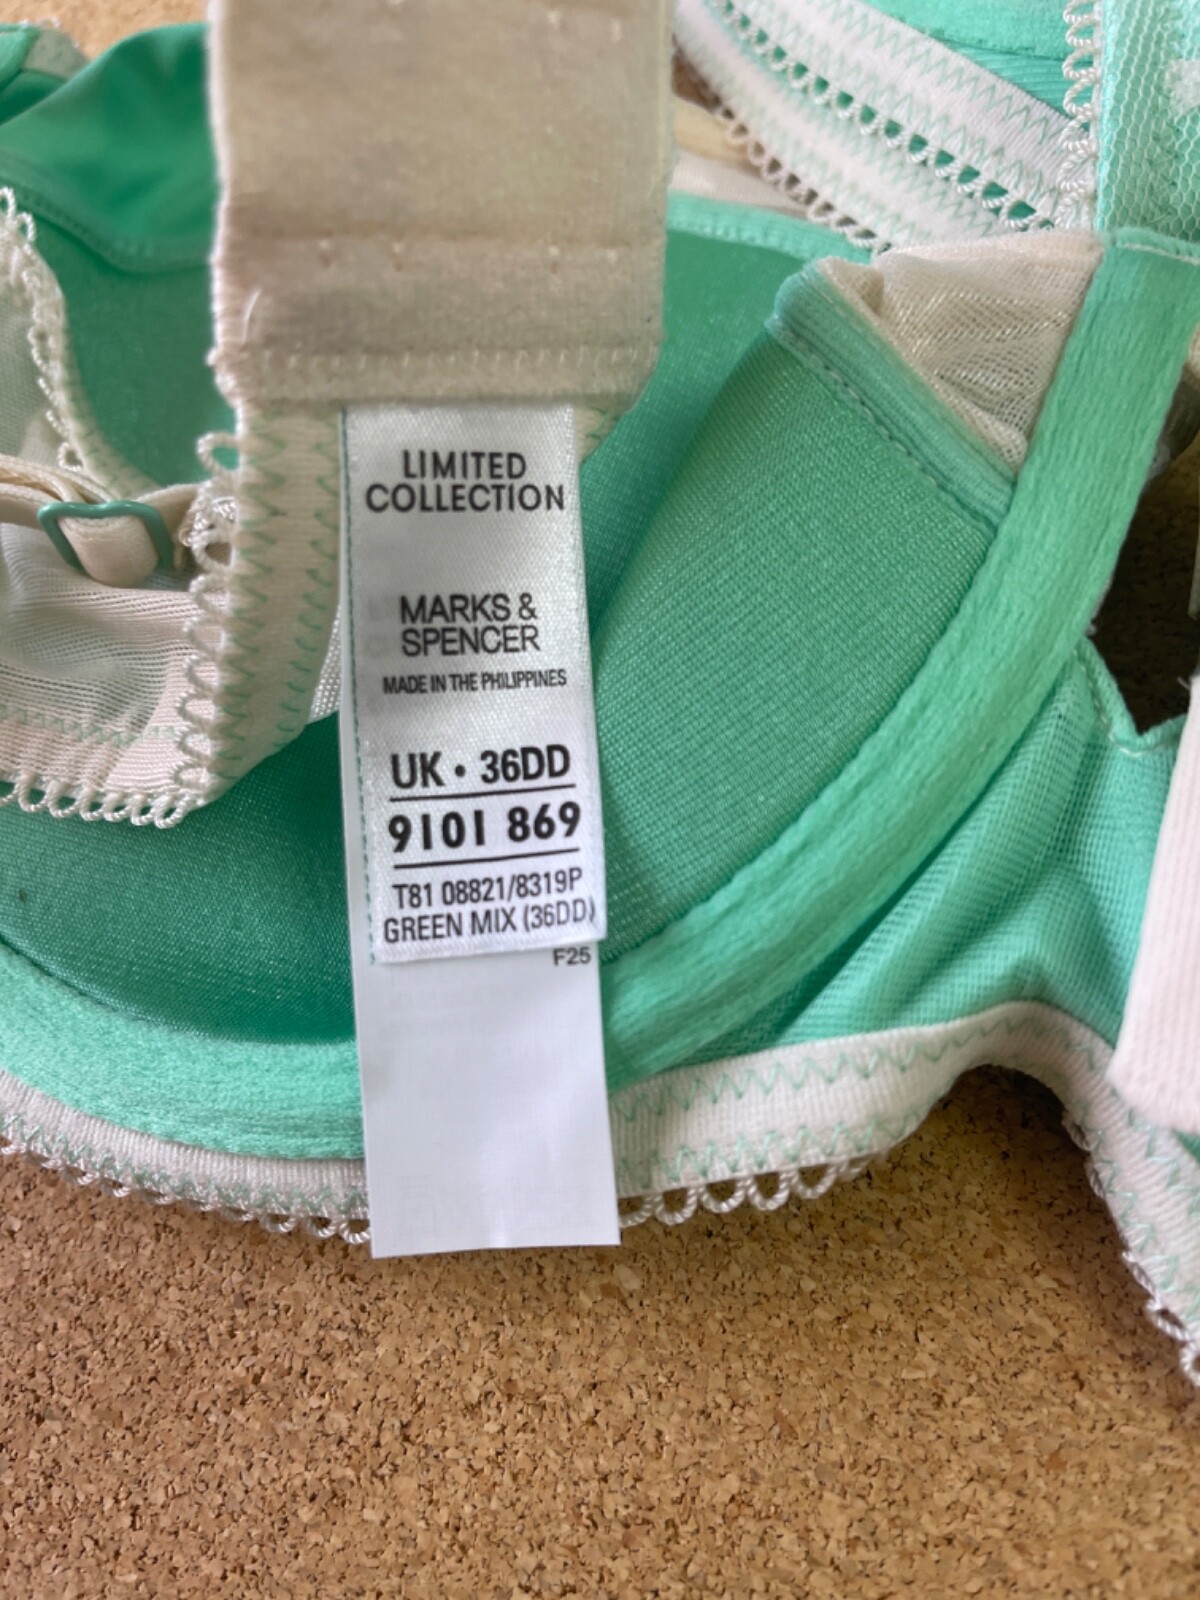 LIMITED
COLLECTION
MARKS &
SPENCER
MADE IN THE PHILIPPINES
UK • 36DD
9101 869
T81 08821/8319P
GREEN MIX (36DD)
F25